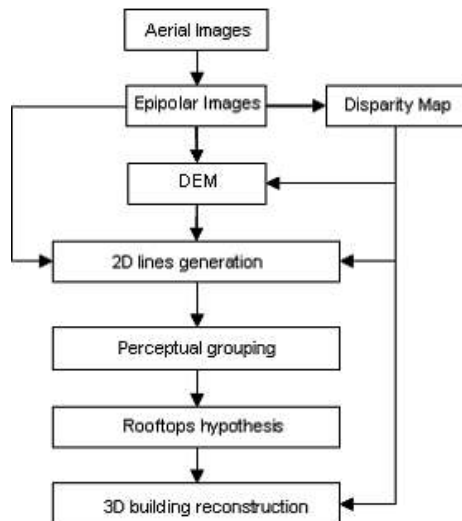 Aerial Images
Epipolar Images
Disparity Map
DEM
2D lines generation
Perceptual grouping
Rooftops hypothesis
3D building reconstruction